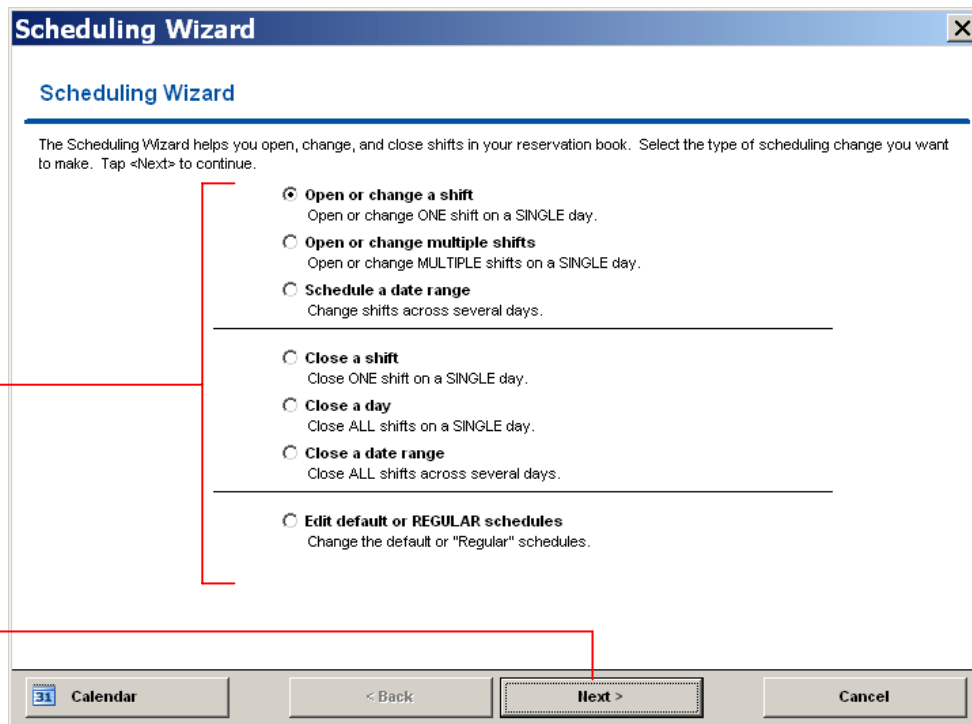 Scheduling Wizard
Scheduling Wizard
The Scheduling Wizard helps you open, change, and close shifts in your reservation book. Select the type of scheduling change you want
to make. Tap <Next> to continue.
Open or change a shift
Open or change ONE shift on a SINGLE day.
Open or change multiple shifts
Open or change MULTIPLE shifts on a SINGLE day.
Schedule a date range
Change shifts across several days.
Close a shift
Close ONE shift on a SINGLE day.
Close a day
Close ALL shifts on a SINGLE day.
Close a date range
Close ALL shifts across several days.
Edit default or REGULAR schedules
Change the default or "Regular" schedules.
31 Calendar < Back Next > Cancel